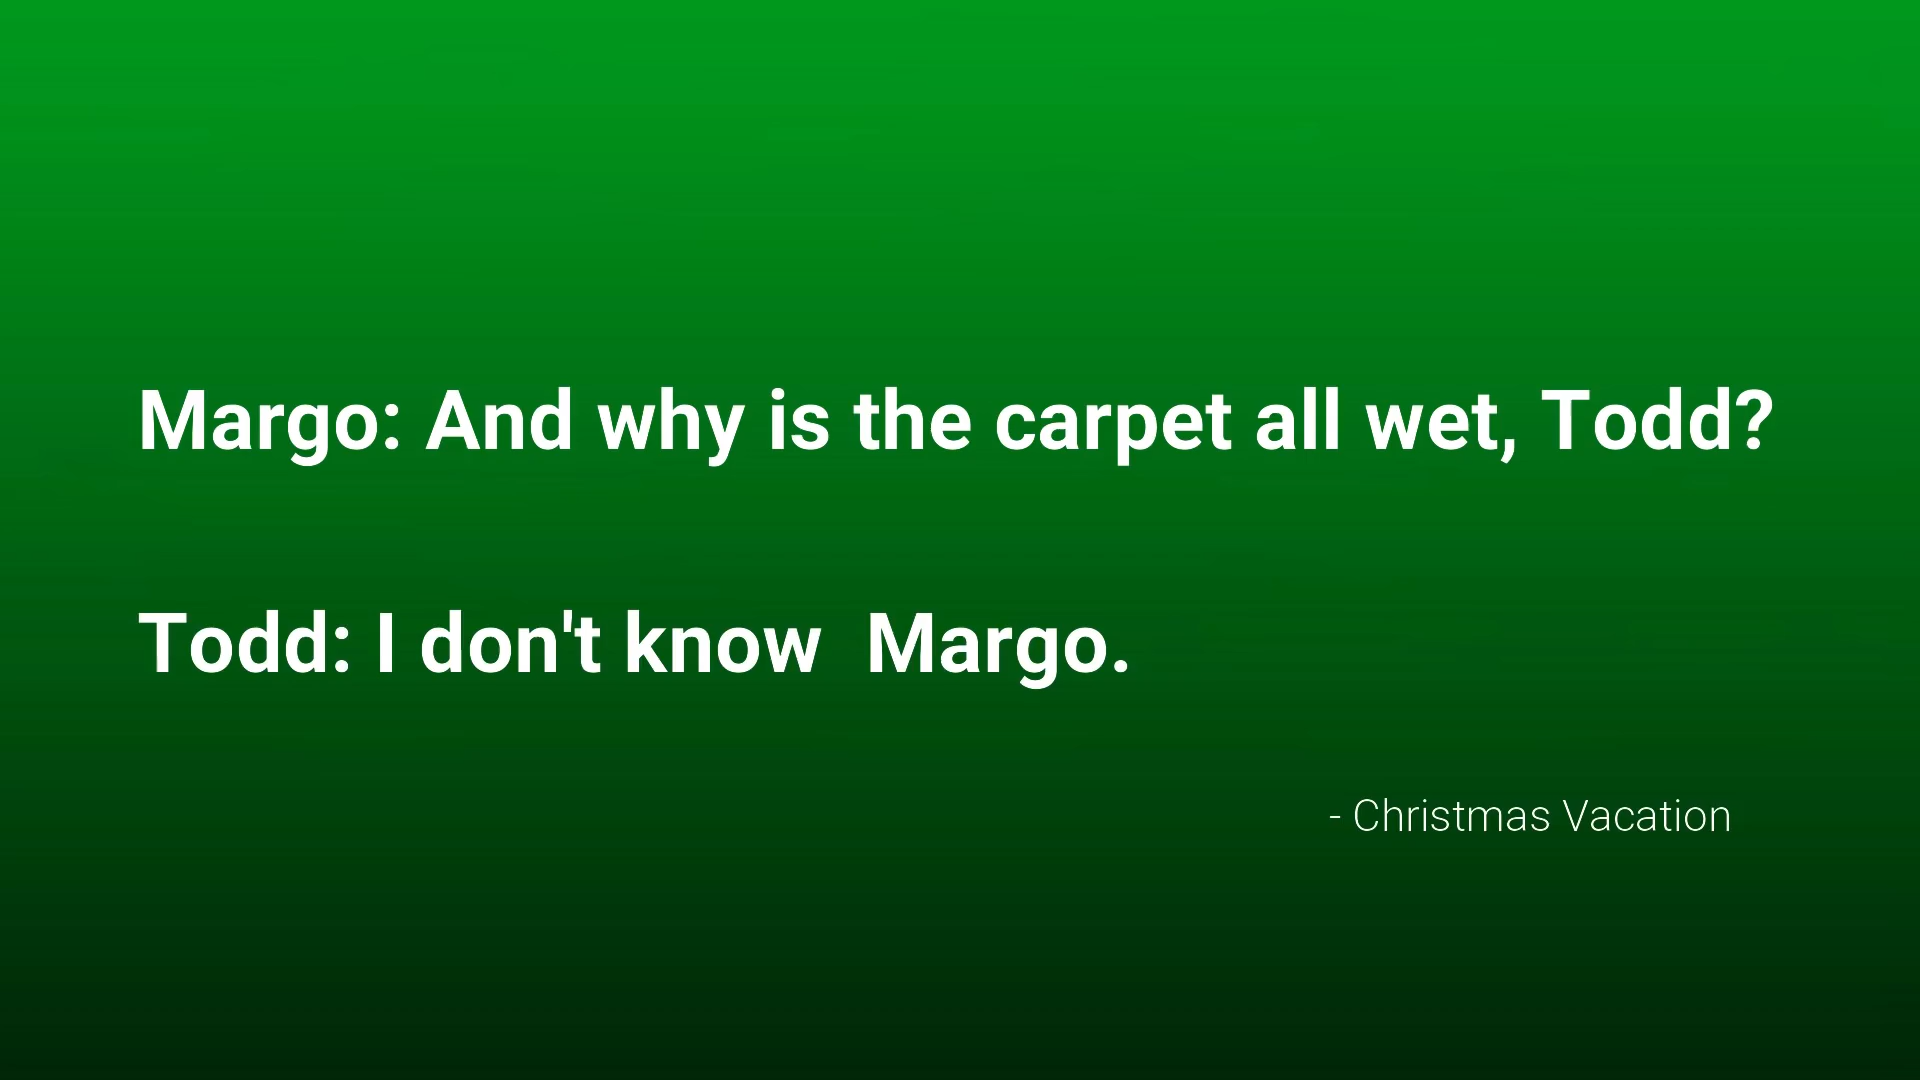 Margo: And why is the carpet all wet, Todd?
Todd: I don't know  Margo.
- Christmas Vacation